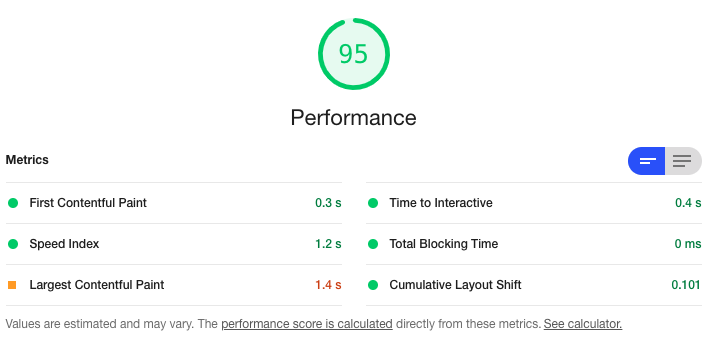 95
Performance
Metrics
First Contentful Paint 0.3 s
Time to Interactive 0.4 s
Speed Index 1.2 s
Total Blocking Time 0 ms
Largest Contentful Paint 1.4 s
Cumulative Layout Shift 0.101
Values are estimated and may vary. The performance score is calculated directly from these metrics. See calculator.